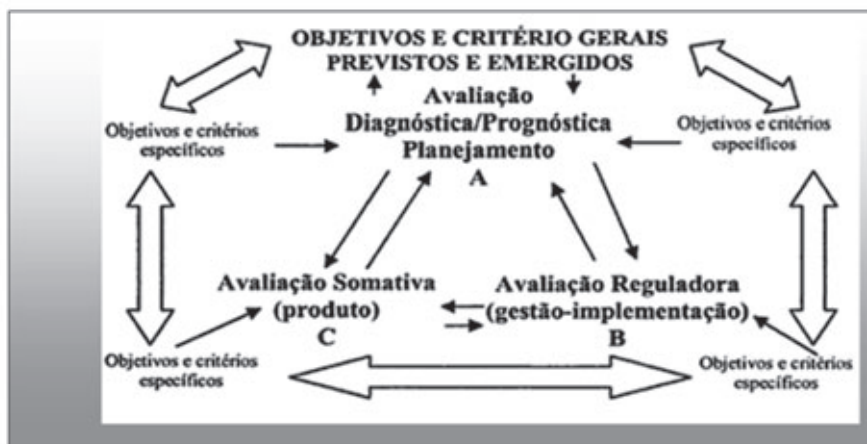 OBJETIVOS E CRITÉRIO GERAIS
PREVISTOS E EMERGIDOS
Avaliação
Diagnóstica/Prognóstica
Planejamento
A
Objetivos e critérios
específicos
Objetivos e critérios
específicos
Avaliação Somativa
(produto)
C
Avaliação Reguladora
(gestão-implementação)
B
Objetivos e critérios
específicos
Objetivos e critérios
específicos